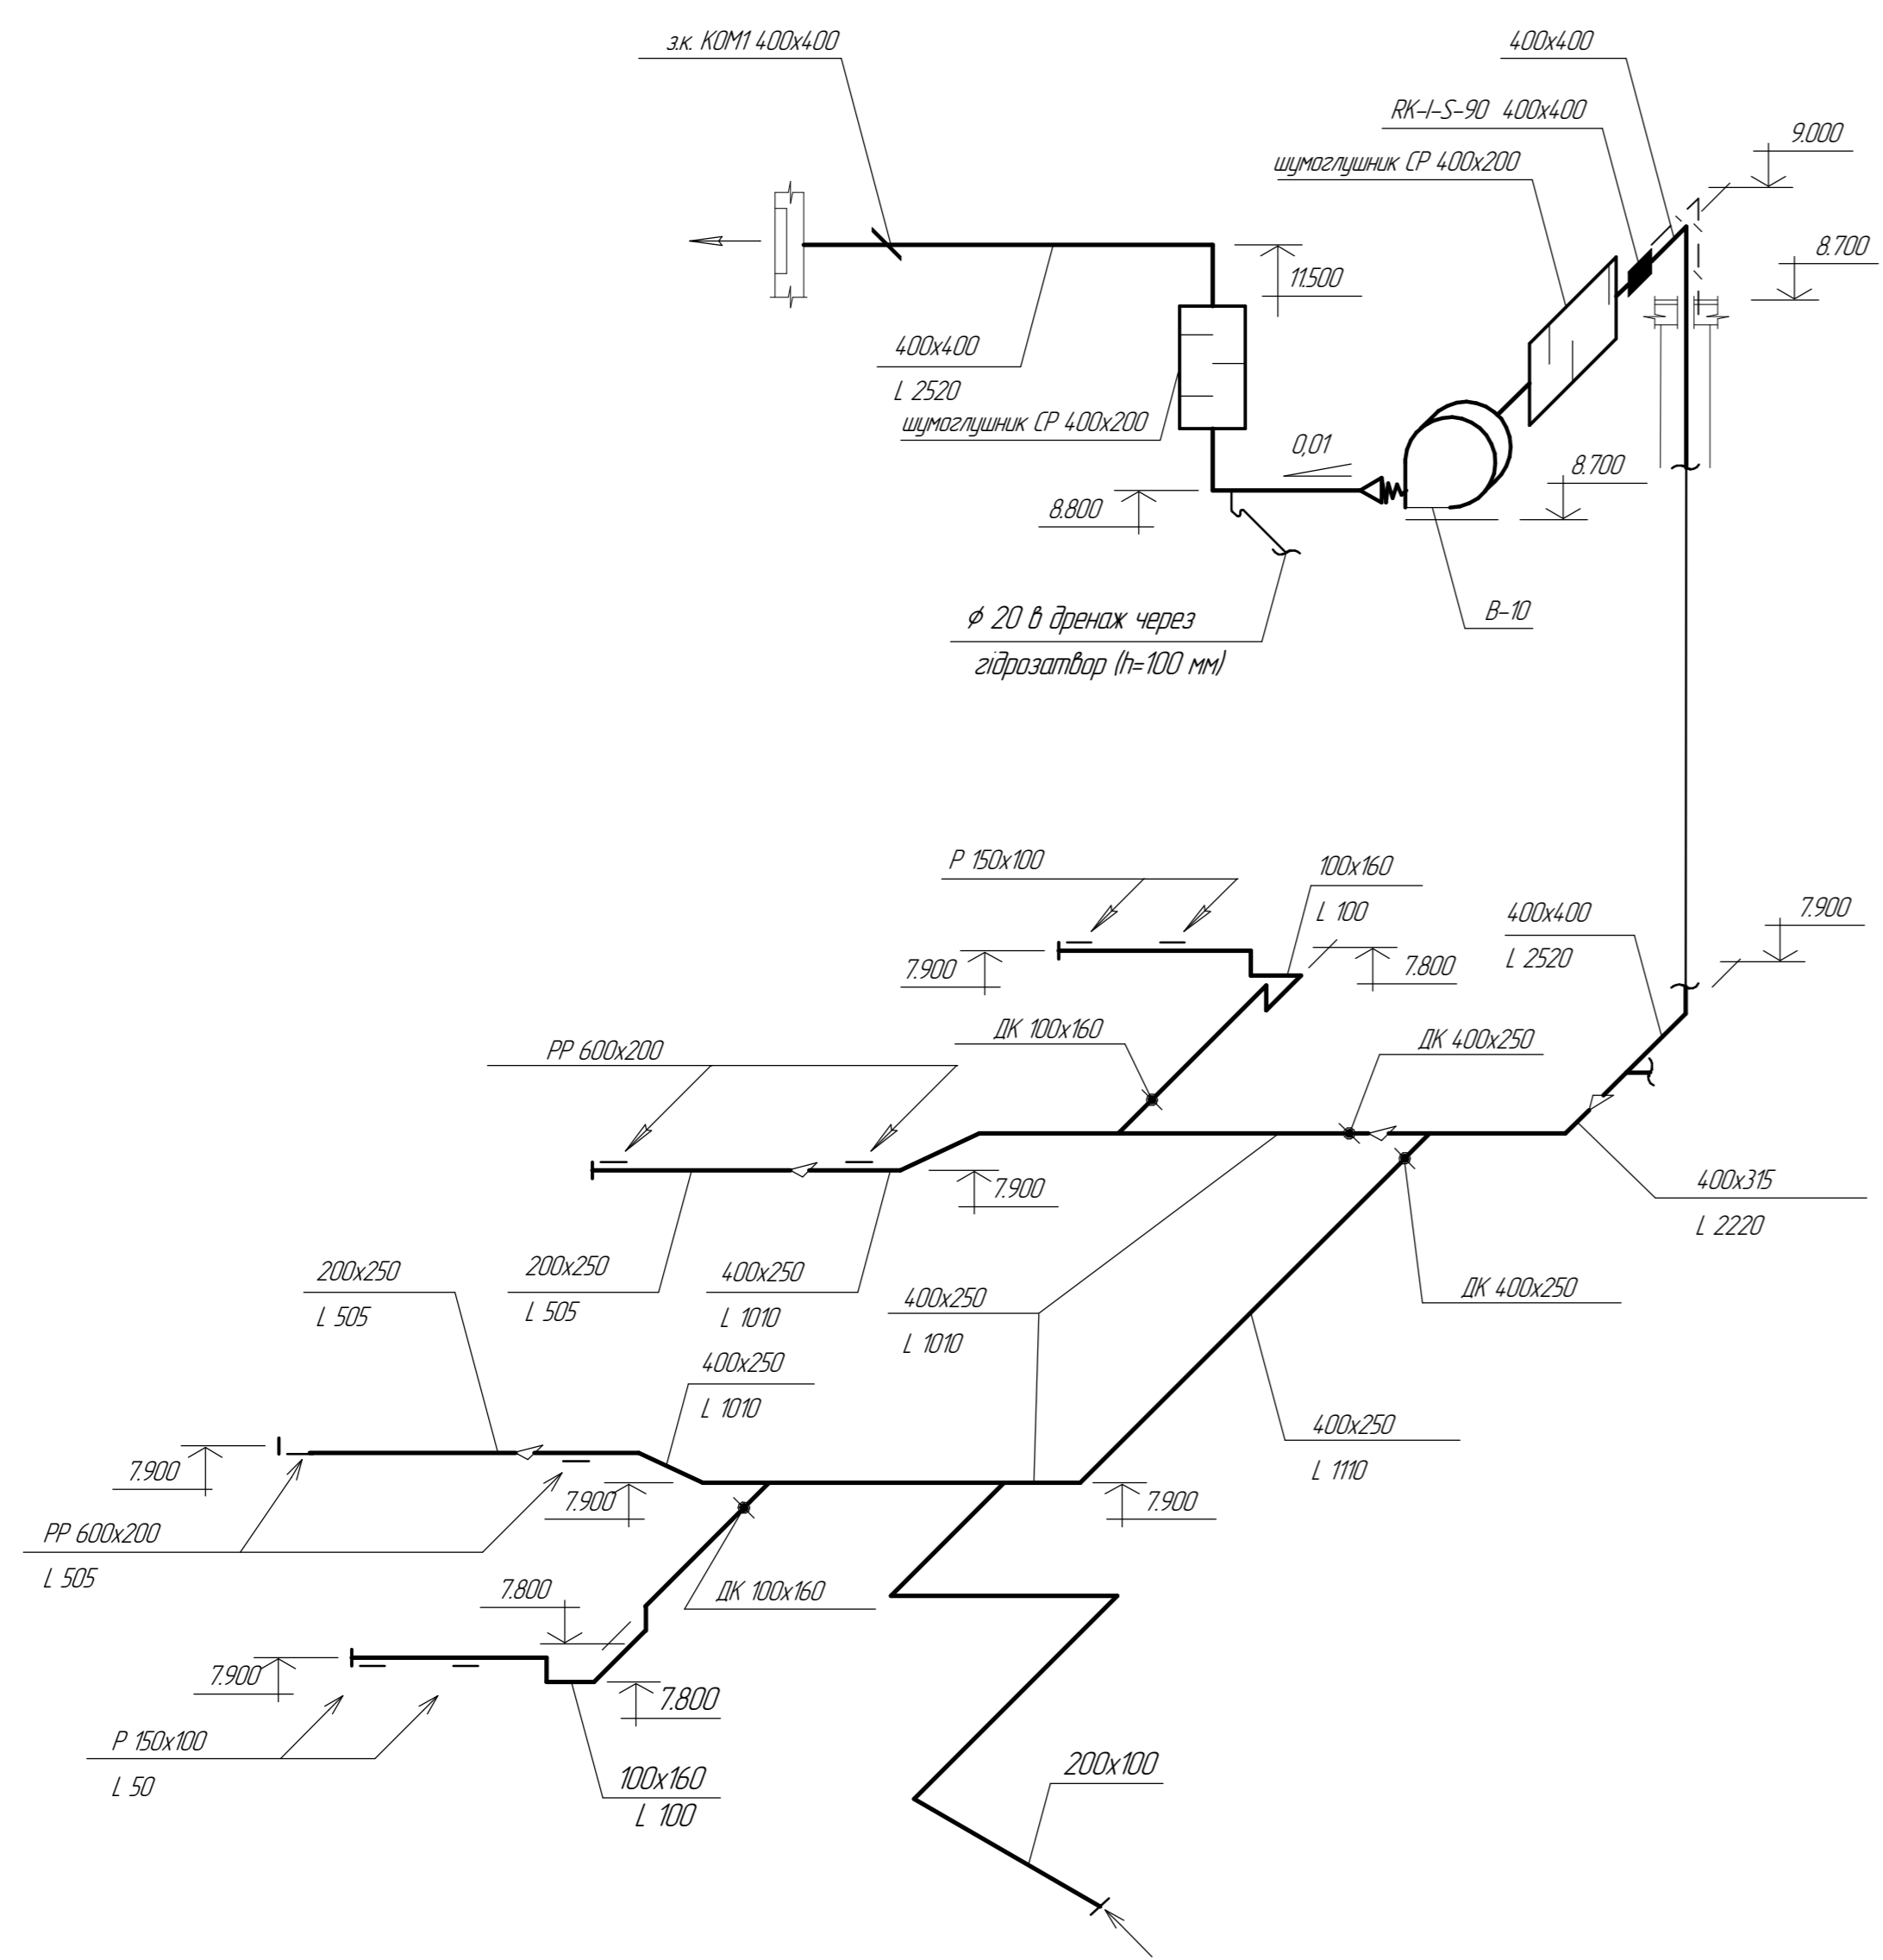 з.к. КОМ1 400х400
400х400
RK-I-S-90 400х400
9.000
шумоглушник СР 400х200
8.700
11.500
400х400
L 2520
шумоглушник СР 400х200
0,01
8.700
8.800
В-10
ϕ 20 в дренаж через
гідрозатвор (h=100 мм)
Р 150х100
100х160
L 100
400х400
L 2520
7.900
7.900
7.800
ДК 100х160
ДК 400х250
РР 600х200
7.900
400х315
L 2220
200х250
L 505
200х250
L 505
400х250
L 1010
400х250
L 1010
ДК 400х250
400х250
L 1010
400х250
L 1110
7.900
7.900
7.900
РР 600х200
L 505
7.800
ДК 100х160
7.900
7.800
Р 150х100
L 50
100х160
L 100
200х100